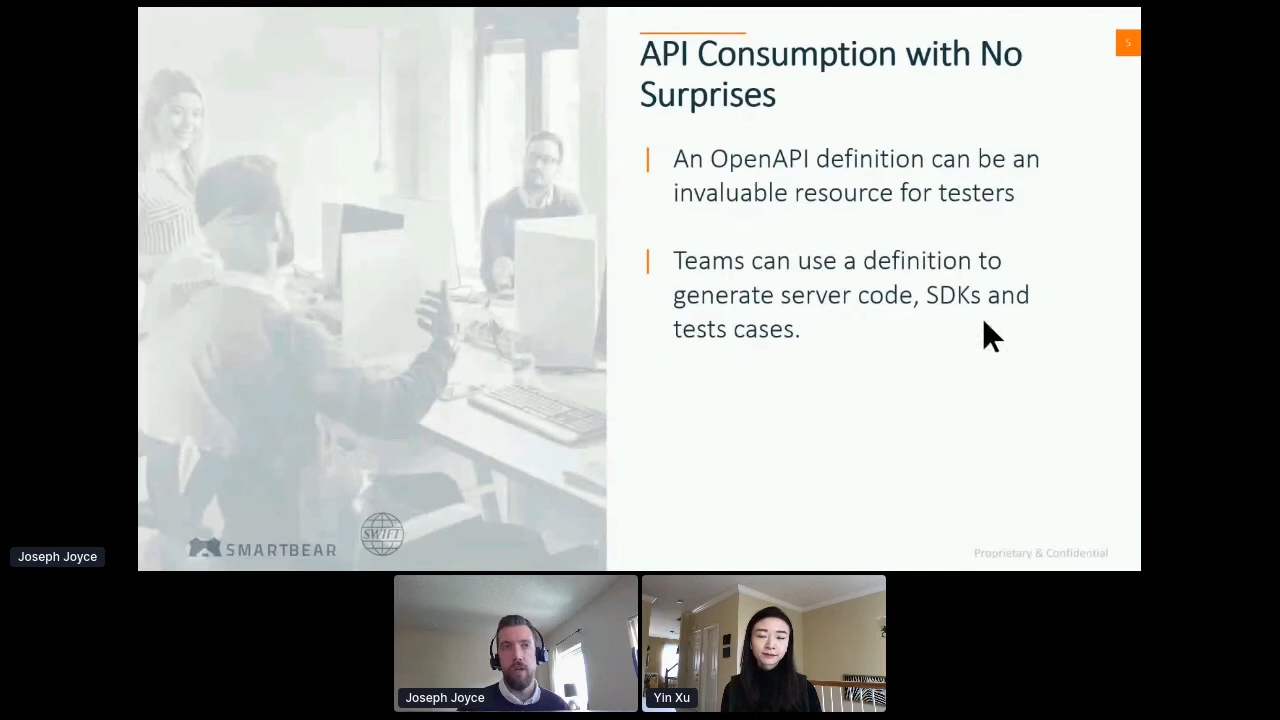 API Consumption with No
Surprises
5
An OpenAPI definition can be an
invaluable resource for testers
Teams can use a definition to
generate server code, SDKs and
tests cases.
SMARTBEAR
SWIFT
Proprietary & Confidential
Joseph Joyce
Joseph Joyce
Yin Xu